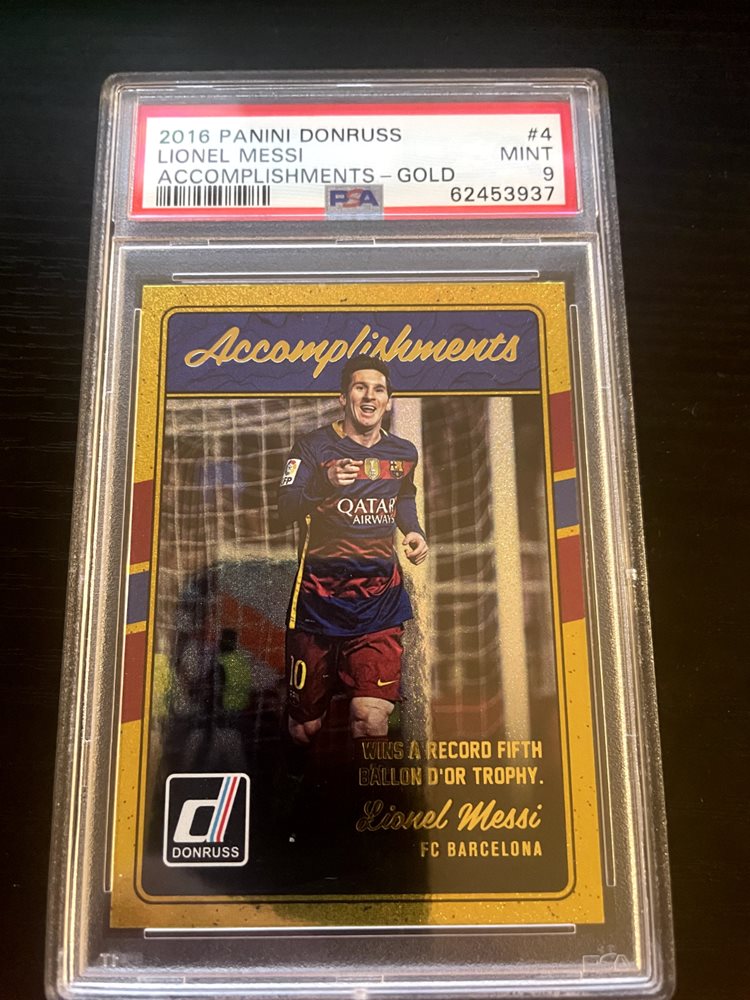 2016 PANINI DONRUSS #4
LIONEL MESSI MINT
ACCOMPLISHMENTS – GOLD 9
PSA 62453937
Accomplishments
QATAR
AIRWAYS
10
WINS A RECORD FIFTH
BALLON D'OR TROPHY.
Lionel Messi
FC BARCELONA
d
DONRUSS
PSA